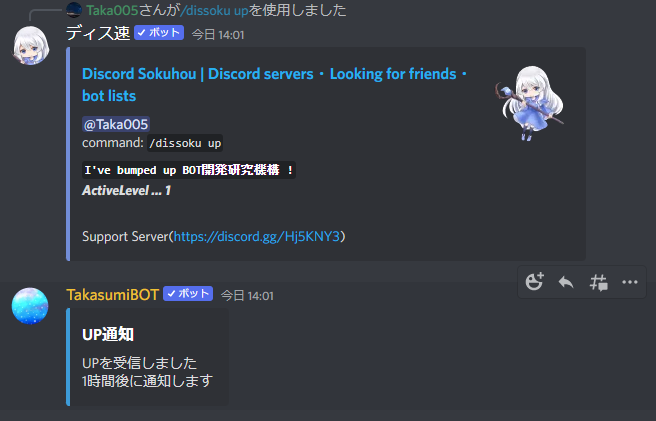 Taka005さんが/dissoku upを使用しました
ディス速 ✓ボット 今日 14:01
Discord Sokuhou | Discord servers・Looking for friends・
bot lists
@Taka005
command: /dissoku up
I've bumped up BOT開発研究機構 !
ActiveLevel ... 1
Support Server(https://discord.gg/Hj5KNY3)
TakasumiBOT ✓ボット 今日 14:01
UP通知
UPを受信しました
1時間後に通知します